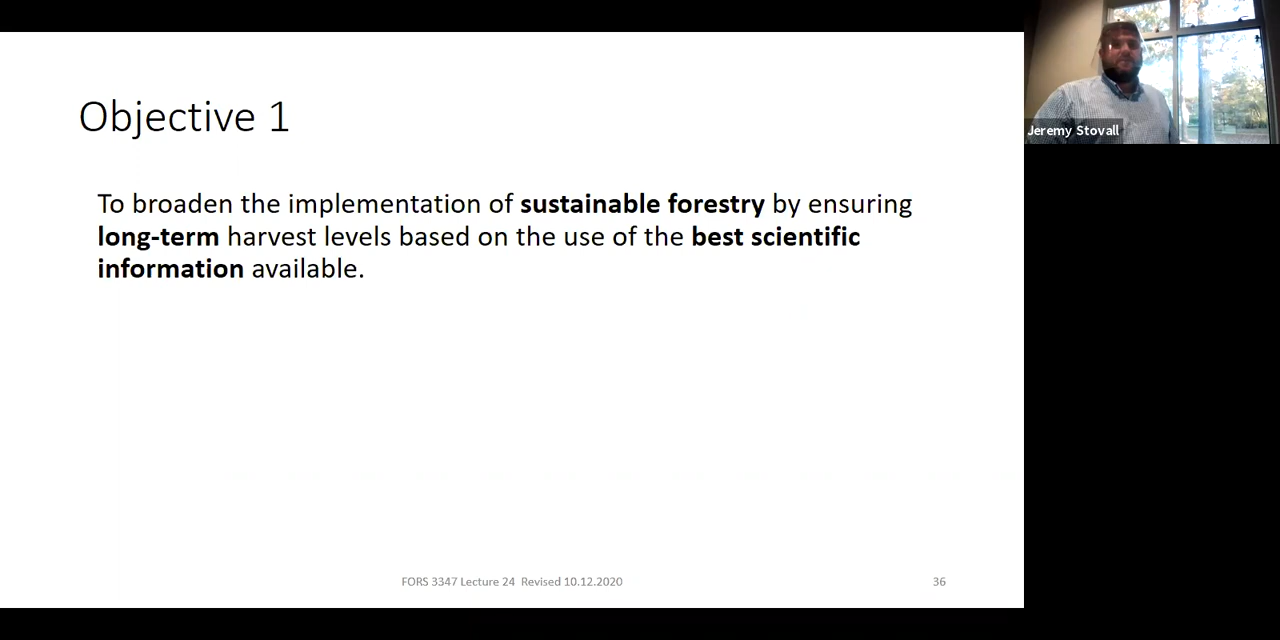 Objective 1
To broaden the implementation of sustainable forestry by ensuring
long-term harvest levels based on the use of the best scientific
information available.
FORS 3347 Lecture 24 Revised 10.12.2020
36
Jeremy Stovall